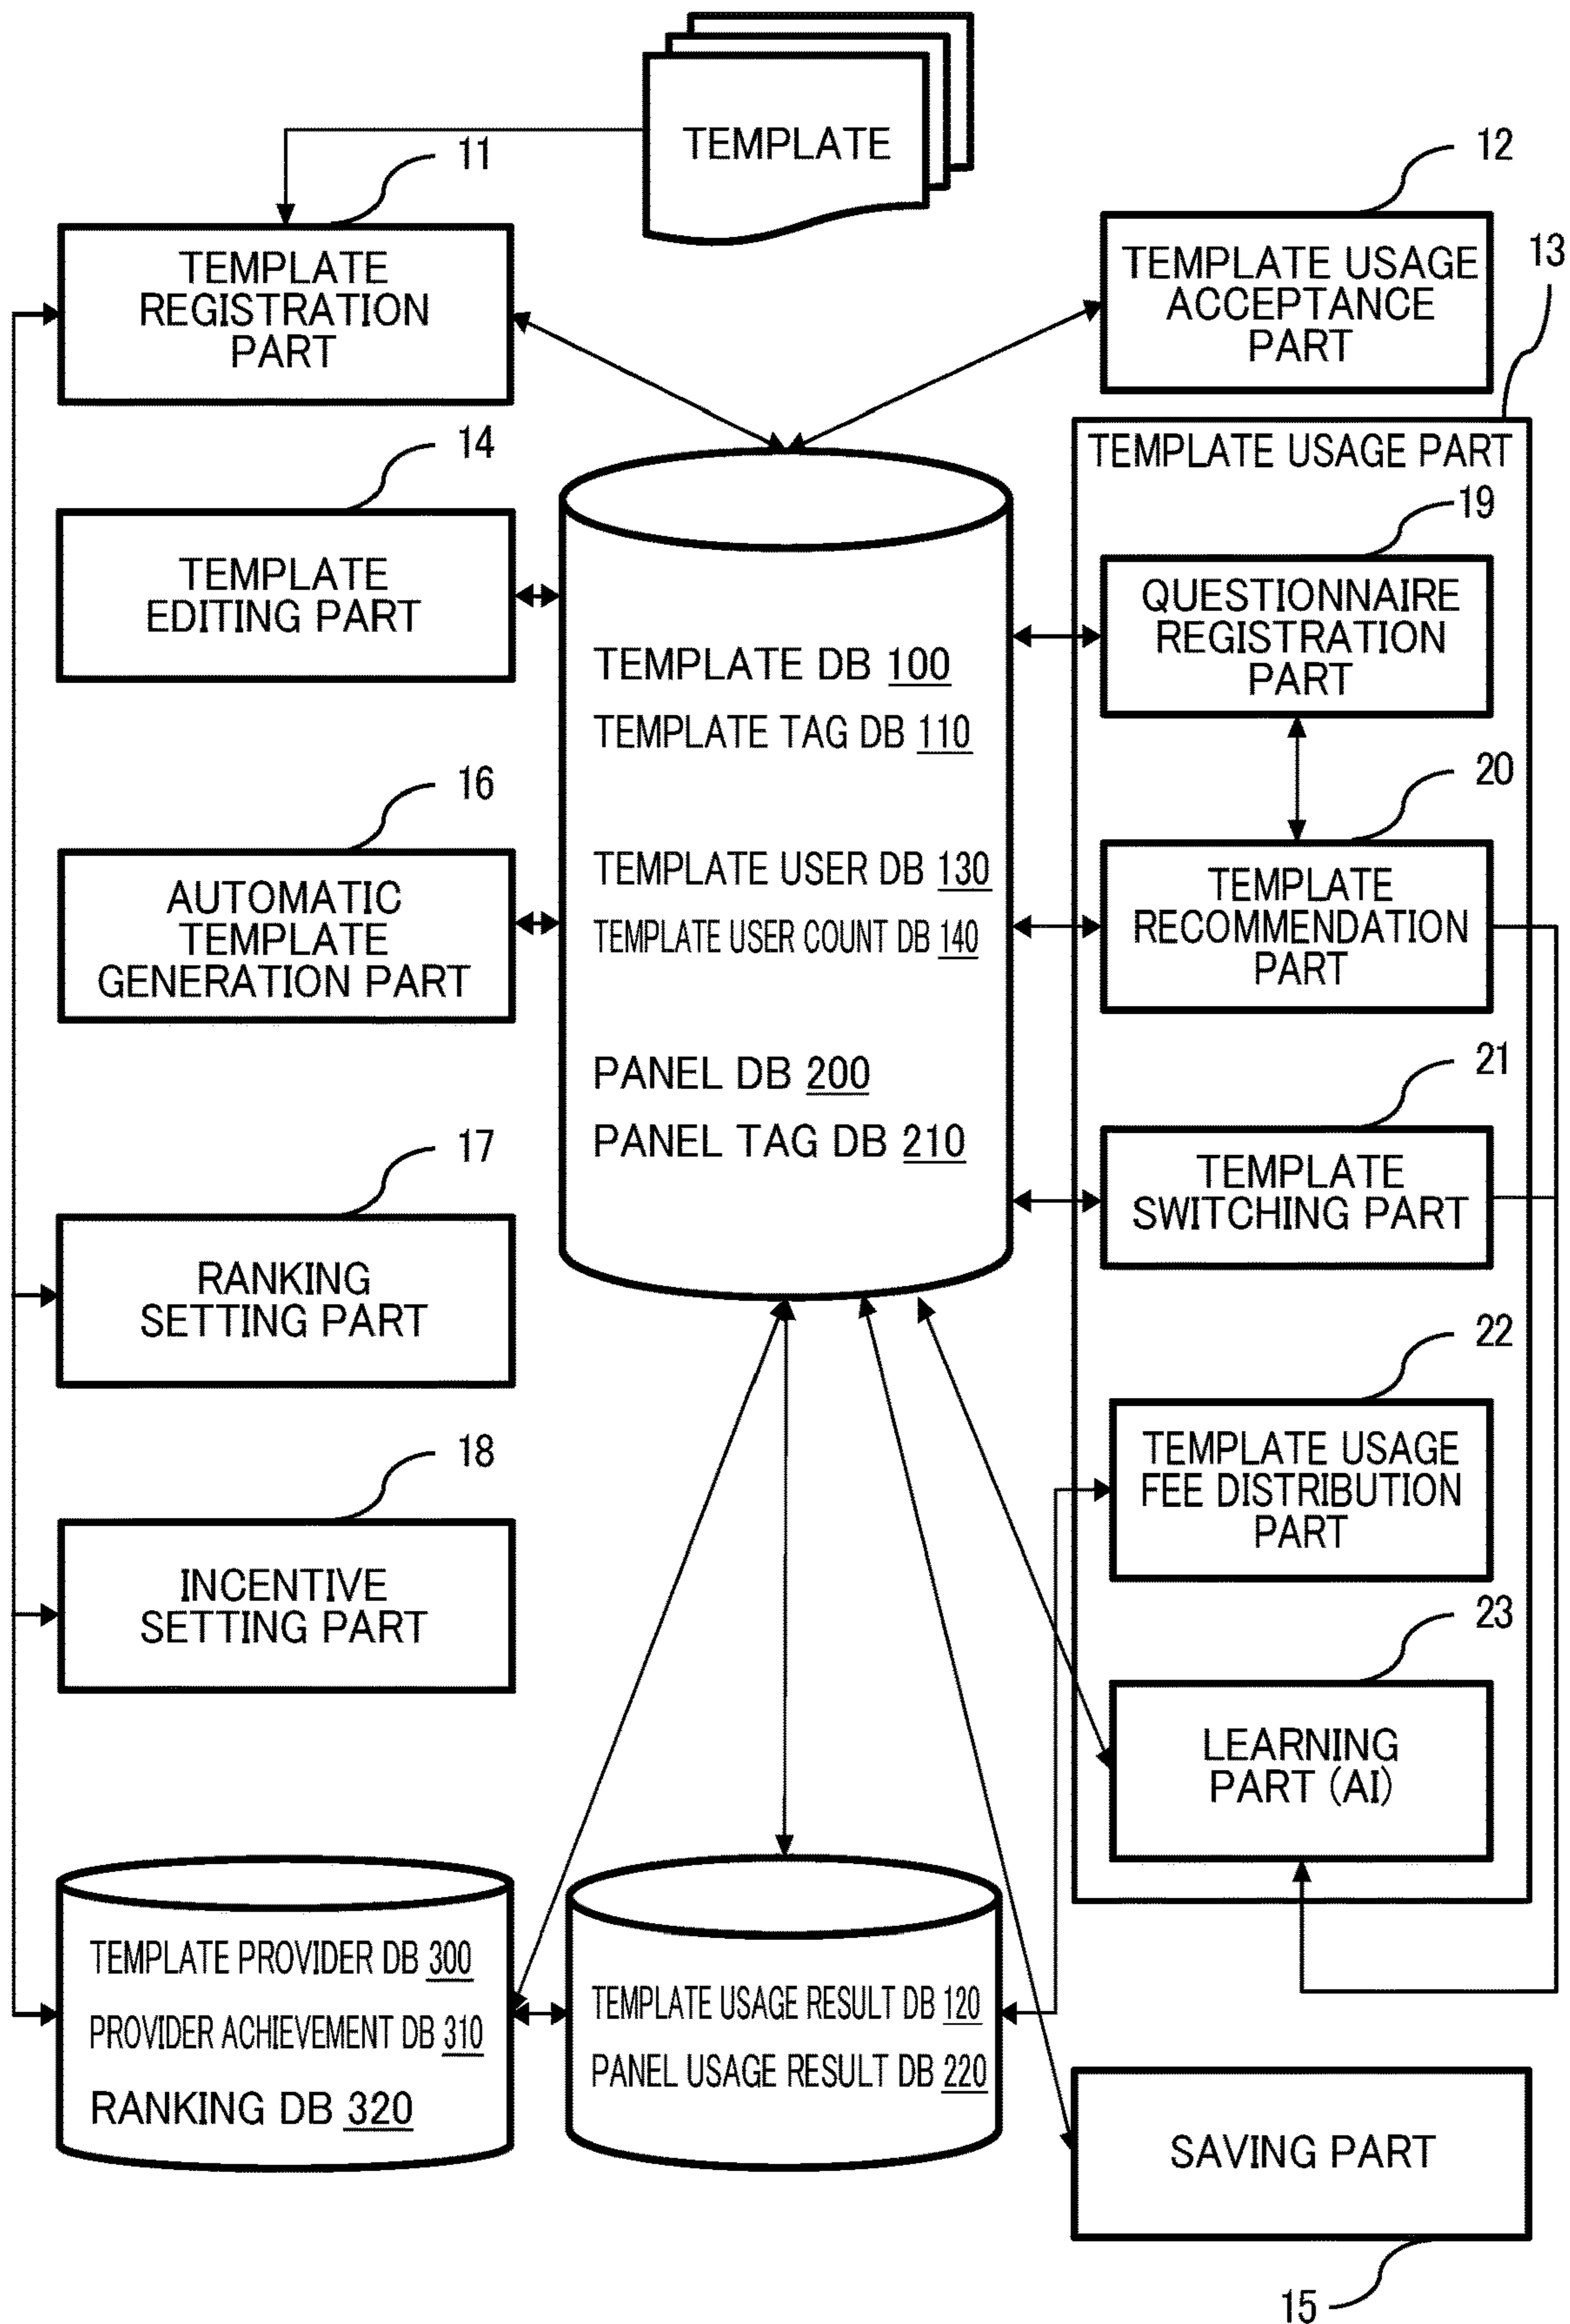 TEMPLATE
11
TEMPLATE
REGISTRATION
PART
12
TEMPLATE USAGE
ACCEPTANCE
PART
13
TEMPLATE USAGE PART
14
TEMPLATE
EDITING PART
19
QUESTIONNAIRE
REGISTRATION
PART
TEMPLATE DB 100
TEMPLATE TAG DB 110
TEMPLATE USER DB 130
TEMPLATE USER COUNT DB 140
PANEL DB 200
PANEL TAG DB 210
16
AUTOMATIC
TEMPLATE
GENERATION PART
20
TEMPLATE
RECOMMENDATION
PART
21
TEMPLATE
SWITCHING PART
17
RANKING
SETTING PART
22
TEMPLATE USAGE
FEE DISTRIBUTION
PART
18
INCENTIVE
SETTING PART
23
LEARNING
PART (AI)
TEMPLATE PROVIDER DB 300
PROVIDER ACHIEVEMENT DB 310
RANKING DB 320
TEMPLATE USAGE RESULT DB 120
PANEL USAGE RESULT DB 220
SAVING PART
15